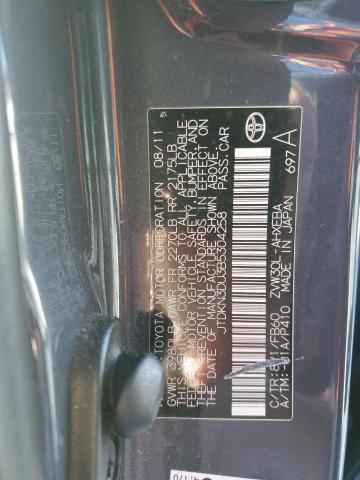 TOYOTA MOTOR CORPORATION 08/11
GVWR 3980LB GAWR FR 2270LB RR 2175LB
THIS VEHICLE CONFORMS TO ALL APPLICABLE
FEDERAL MOTOR VEHICLE SAFETY, BUMPER, AND
THEFT PREVENTION STANDARDS IN EFFECT ON
THE DATE OF MANUFACTURE SHOWN ABOVE.
JTDKN3DU3B5304258 PASS.CAR
C/TR: /FB60 ZVW30L-AHXEBA
A/TM:-01A/P410 MADE IN JAPAN
697 A